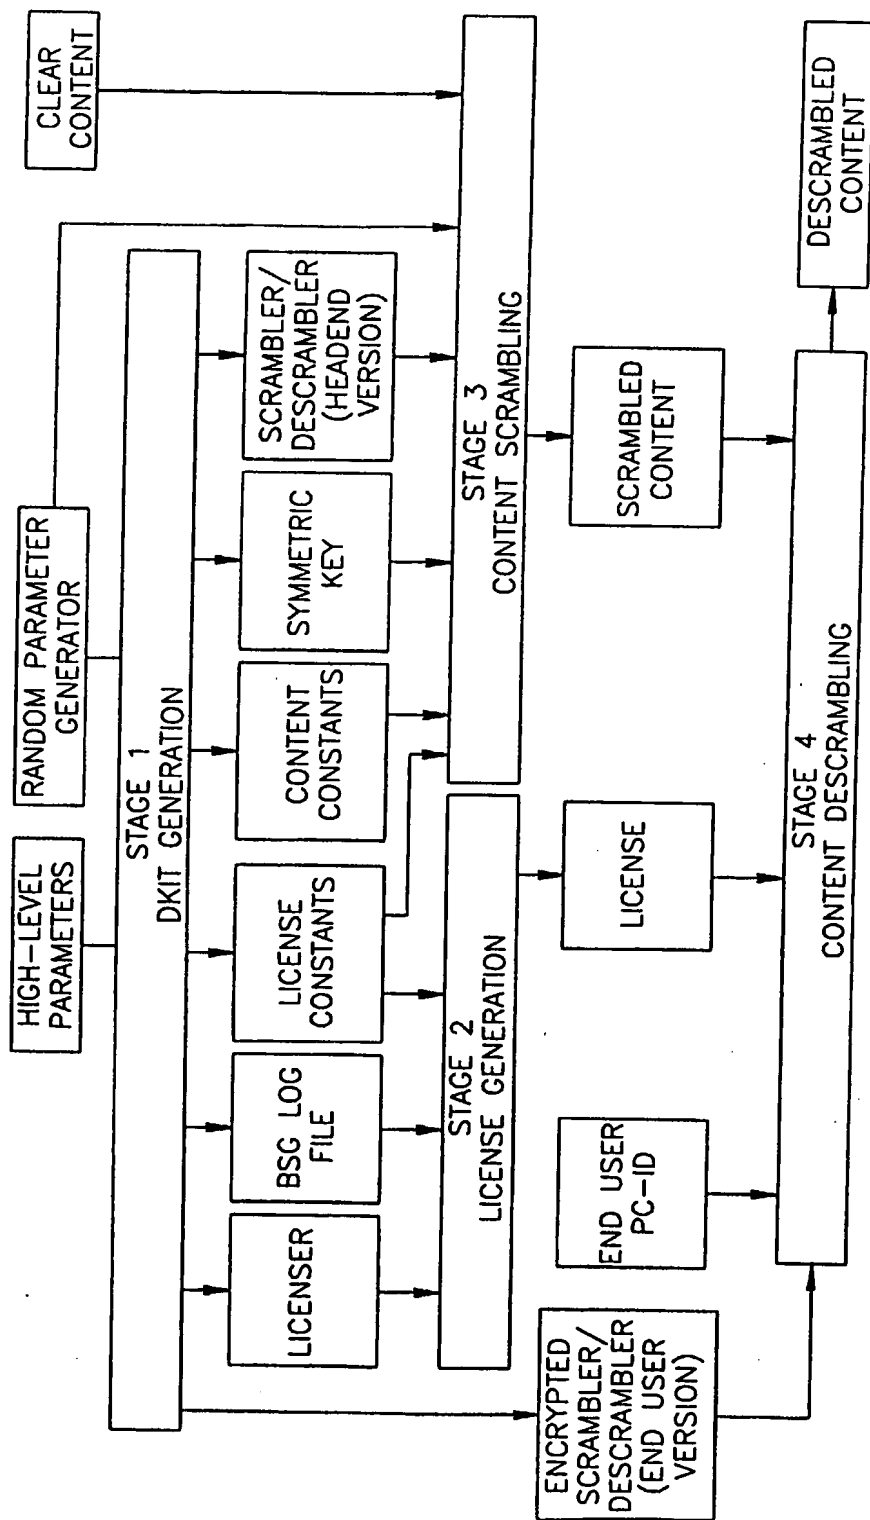 HIGH-LEVEL
PARAMETERS
RANDOM PARAMETER
GENERATOR
CLEAR
CONTENT
STAGE 1
DKIT GENERATION
LICENSER
BSG LOG
FILE
LICENSE
CONSTANTS
CONTENT
CONSTANTS
SYMMETRIC
KEY
SCRAMBLER/
DESCRAMBLER
(HEADEND
VERSION)
STAGE 2
LICENSE GENERATION
STAGE 3
CONTENT SCRAMBLING
ENCRYPTED
SCRAMBLER/
DESCRAMBLER
(END USER
VERSION)
END USER
PC-ID
LICENSE
SCRAMBLED
CONTENT
STAGE 4
CONTENT DESCRAMBLING
DESCRAMBLED
CONTENT